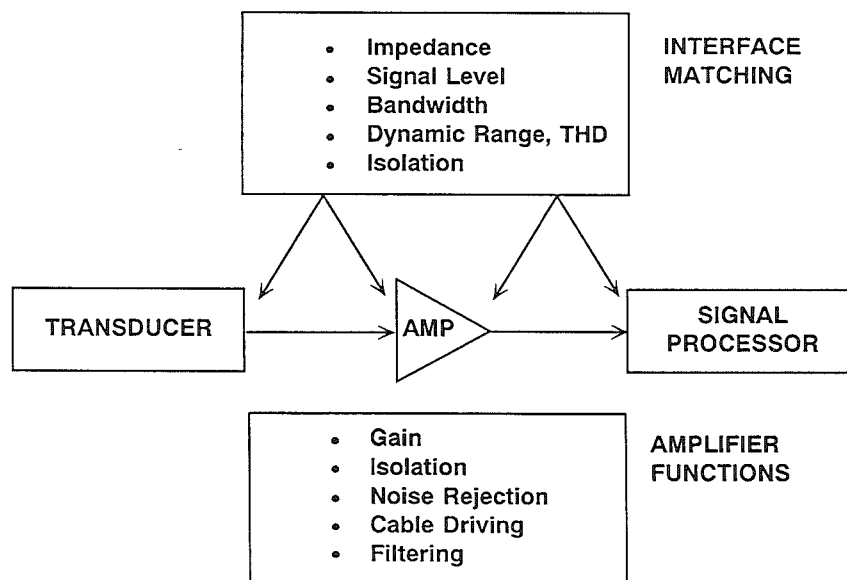 • Impedance
• Signal Level
• Bandwidth
• Dynamic Range, THD
• Isolation
INTERFACE
MATCHING
TRANSDUCER
AMP
SIGNAL
PROCESSOR
• Gain
• Isolation
• Noise Rejection
• Cable Driving
• Filtering
AMPLIFIER
FUNCTIONS